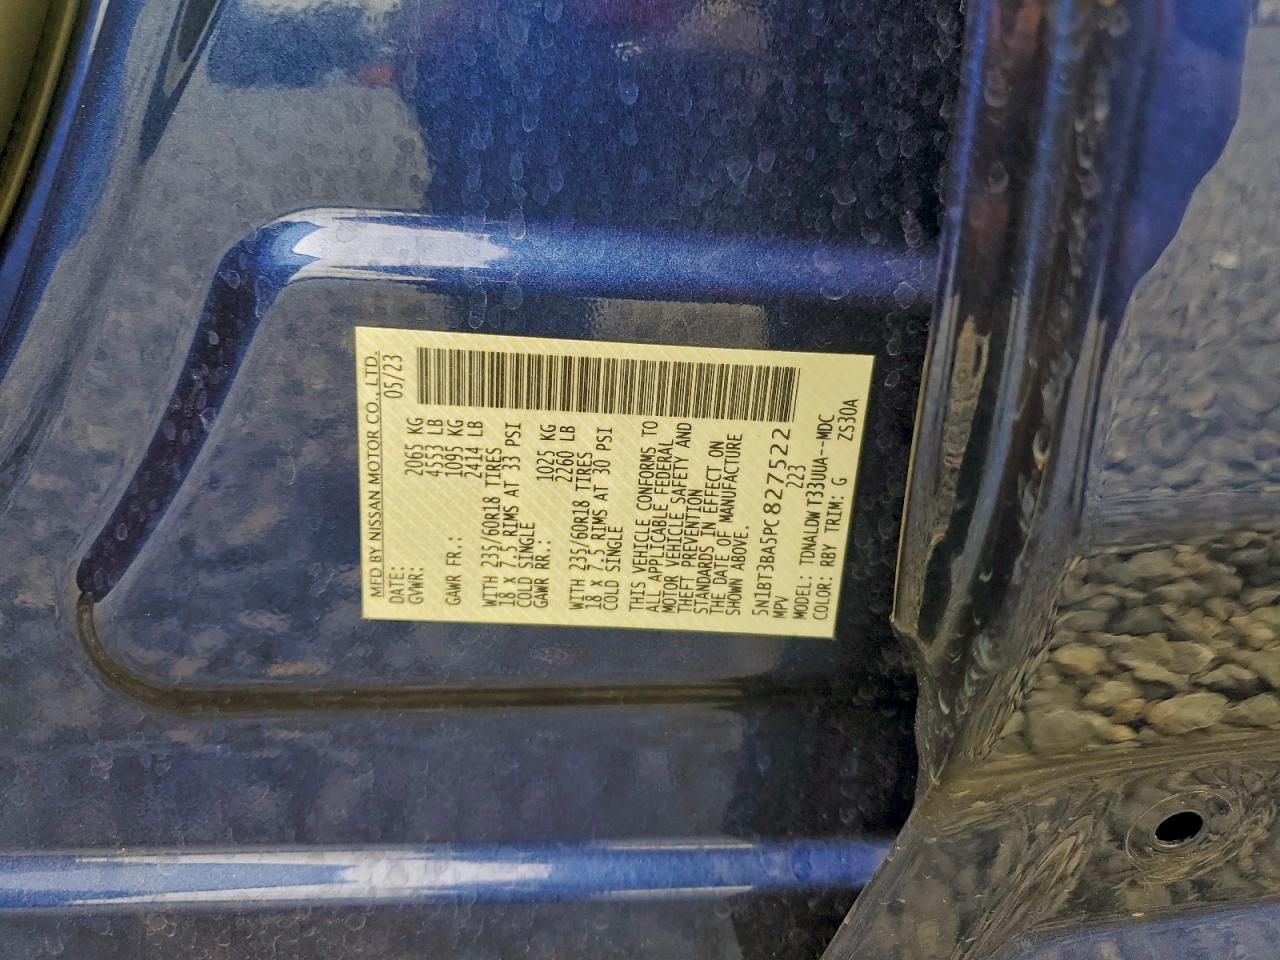 MFD BY NISSAN MOTOR CO., LTD.
DATE: 05/23
GVWR: 2065 KG
4553 LB
GAWR FR.: 1095 KG
2414 LB
WITH 235/60R18 TIRES
18 X 7.5 RIMS AT 33 PSI
COLD SINGLE
GAWR RR.: 1025 KG
2260 LB
WITH 235/60R18 TIRES
18 X 7.5 RIMS AT 30 PSI
COLD SINGLE
THIS VEHICLE CONFORMS TO
ALL APPLICABLE FEDERAL
MOTOR VEHICLE SAFETY AND
THEFT PREVENTION
STANDARDS IN EFFECT ON
THE DATE OF MANUFACTURE
SHOWN ABOVE.
5N1BT3BA5PC827522
MPV 223
MODEL: TDNALDW T33UUA--MDC
COLOR: RBY TRIM: G ZS30A